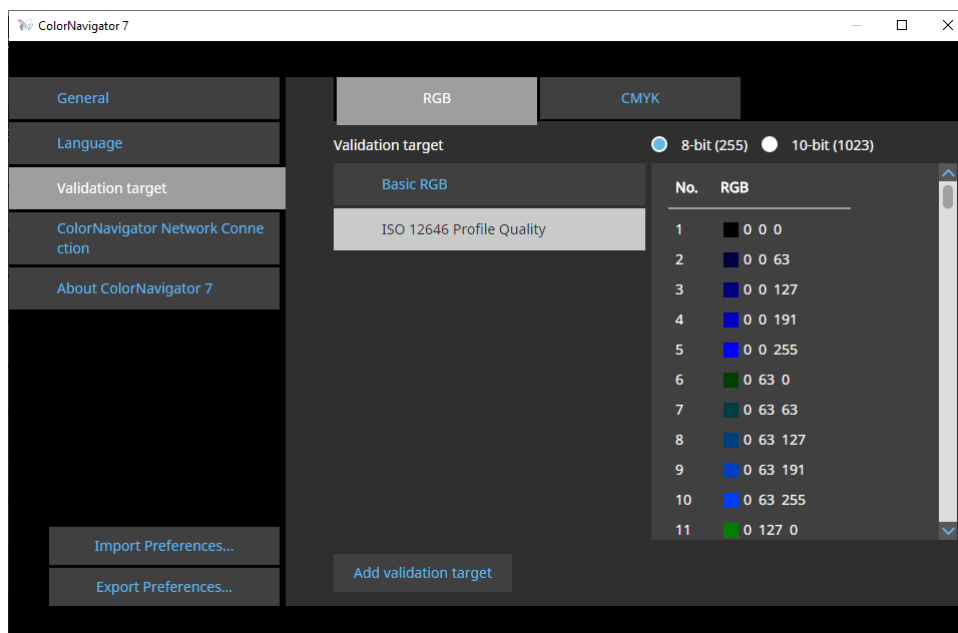 ColorNavigator 7
General
Language
Validation target
ColorNavigator Network Conne
ction
About ColorNavigator 7
Import Preferences...
Export Preferences...
RGB CMYK
Validation target 8-bit (255) 10-bit (1023)
Basic RGB
ISO 12646 Profile Quality
Add validation target
No. RGB
1 0 0 0
2 0 0 63
3 0 0 127
4 0 0 191
5 0 0 255
6 0 63 0
7 0 63 63
8 0 63 127
9 0 63 191
10 0 63 255
11 0 127 0